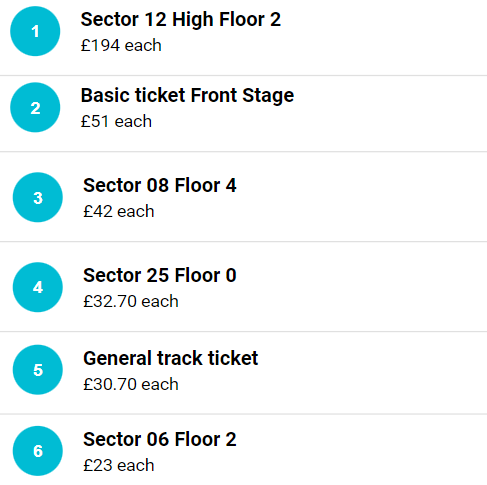 1
Sector 12 High Floor 2
£194 each
2
Basic ticket Front Stage
£51 each
3
Sector 08 Floor 4
£42 each
4
Sector 25 Floor 0
£32.70 each
5
General track ticket
£30.70 each
6
Sector 06 Floor 2
£23 each